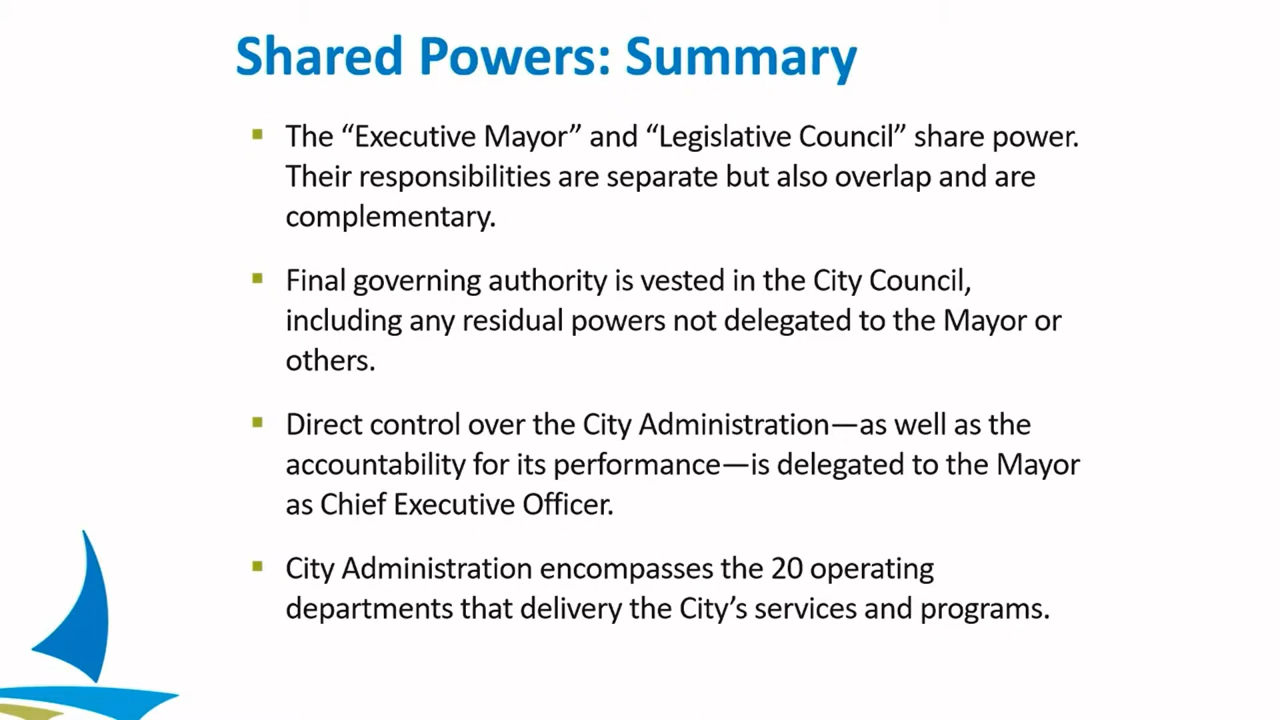 Shared Powers: Summary
▪ The “Executive Mayor” and “Legislative Council” share power.
Their responsibilities are separate but also overlap and are
complementary.
▪ Final governing authority is vested in the City Council,
including any residual powers not delegated to the Mayor or
others.
▪ Direct control over the City Administration—as well as the
accountability for its performance—is delegated to the Mayor
as Chief Executive Officer.
▪ City Administration encompasses the 20 operating
departments that delivery the City’s services and programs.